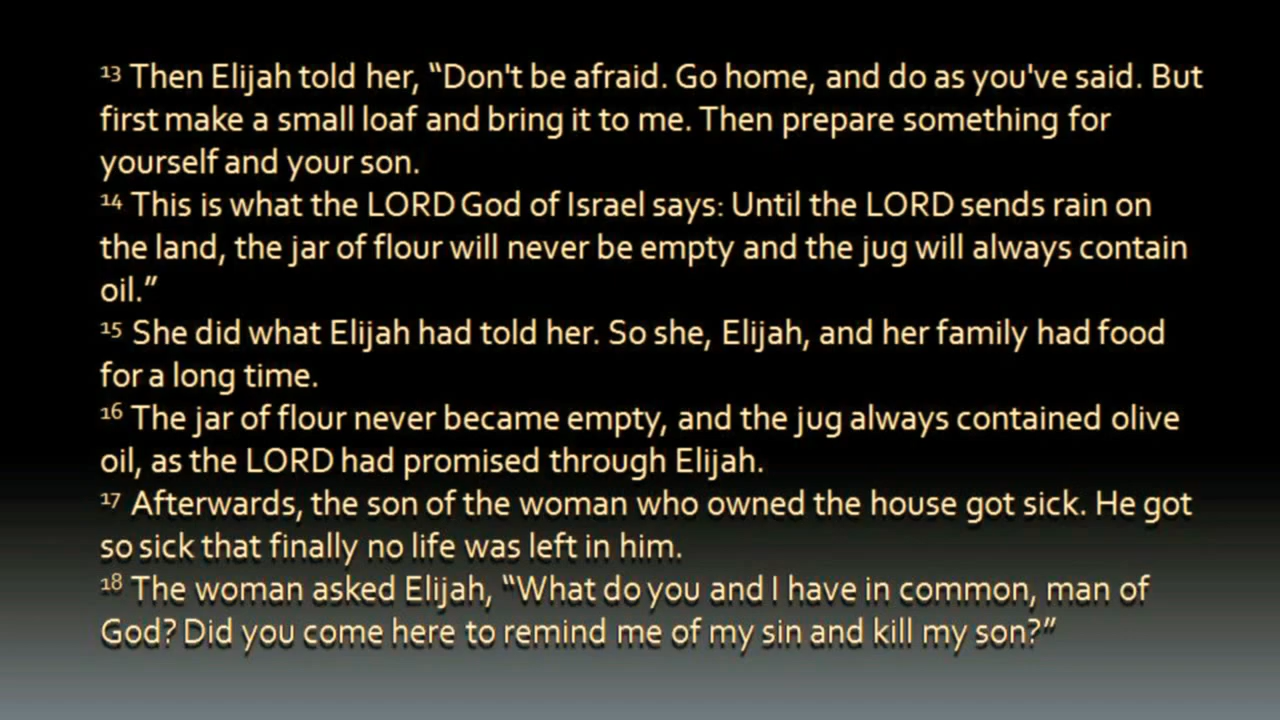 13 Then Elijah told her, “Don't be afraid. Go home, and do as you've said. But
first make a small loaf and bring it to me. Then prepare something for
yourself and your son.
14 This is what the LORD God of Israel says: Until the LORD sends rain on
the land, the jar of flour will never be empty and the jug will always contain
oil.”
15 She did what Elijah had told her. So she, Elijah, and her family had food
for a long time.
16 The jar of flour never became empty, and the jug always contained olive
oil, as the LORD had promised through Elijah.
17 Afterwards, the son of the woman who owned the house got sick. He got
so sick that finally no life was left in him.
18 The woman asked Elijah, “What do you and I have in common, man of
God? Did you come here to remind me of my sin and kill my son?”